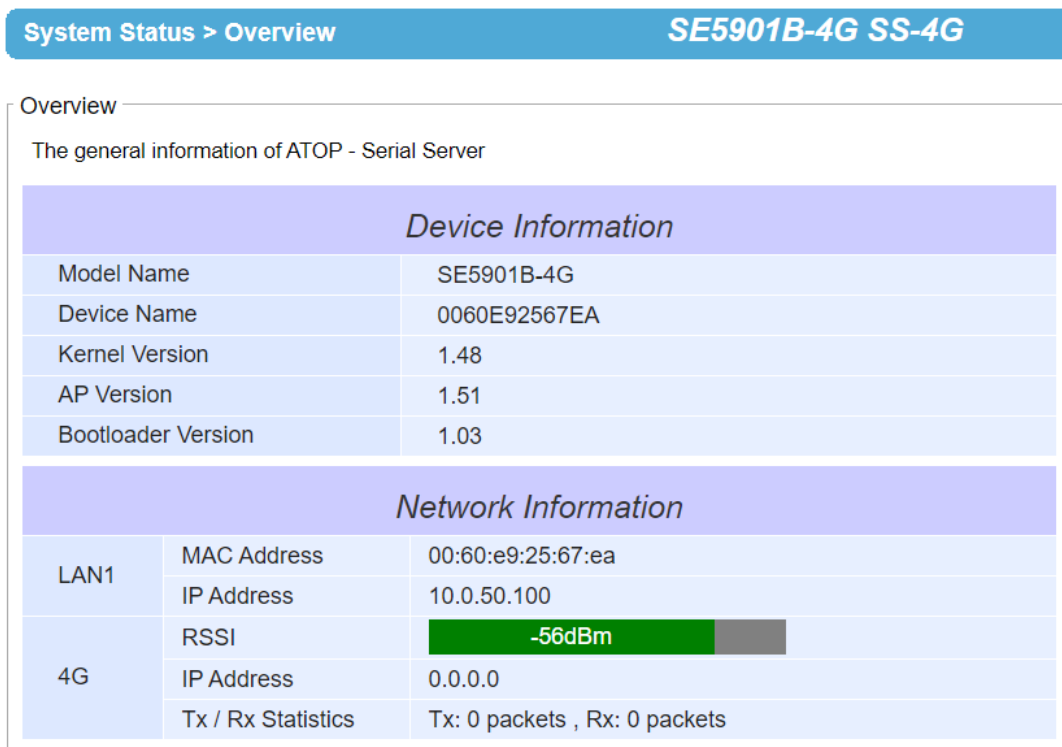 System Status > Overview SE5901B-4G SS-4G
Overview
The general information of ATOP - Serial Server
Device Information
Model Name SE5901B-4G
Device Name 0060E92567EA
Kernel Version 1.48
AP Version 1.51
Bootloader Version 1.03
Network Information
LAN1
MAC Address 00:60:e9:25:67:ea
IP Address 10.0.50.100
4G
RSSI -56dBm
IP Address 0.0.0.0
Tx / Rx Statistics Tx: 0 packets , Rx: 0 packets